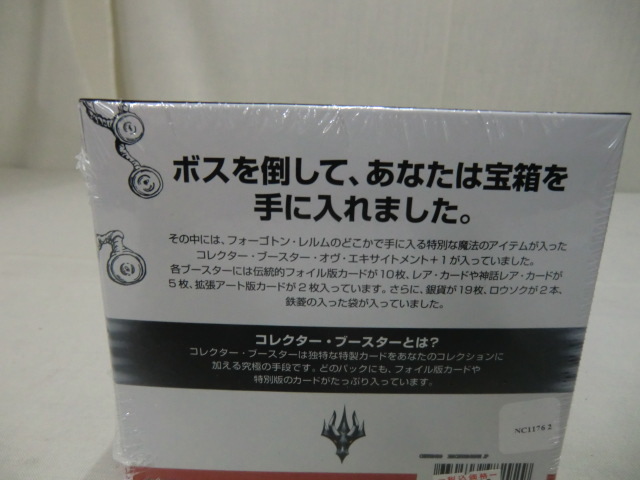 ボスを倒して、あなたは宝箱を
手に入れました。
その中には、フォーゴトン・レルムのどこかで手に入る特別な魔法のアイテムが入った
コレクター・ブースター・オヴ・エキサイトメント+1が入っていました。
各ブースターには伝統的フォイル版カードが10枚、レア・カードや神話レア・カードが
5枚、拡張アート版カードが2枚入っています。さらに、銀貨が19枚、ロウソクが2本、
鉄菱の入った袋が入っていました。
コレクター・ブースターとは?
コレクター・ブースターは独特な特製カードをあなたのコレクションに
加える究極の手段です。どのパックにも、フォイル版カードや
特別版のカードがたっぷり入っています。
NC1176 2
税込価格